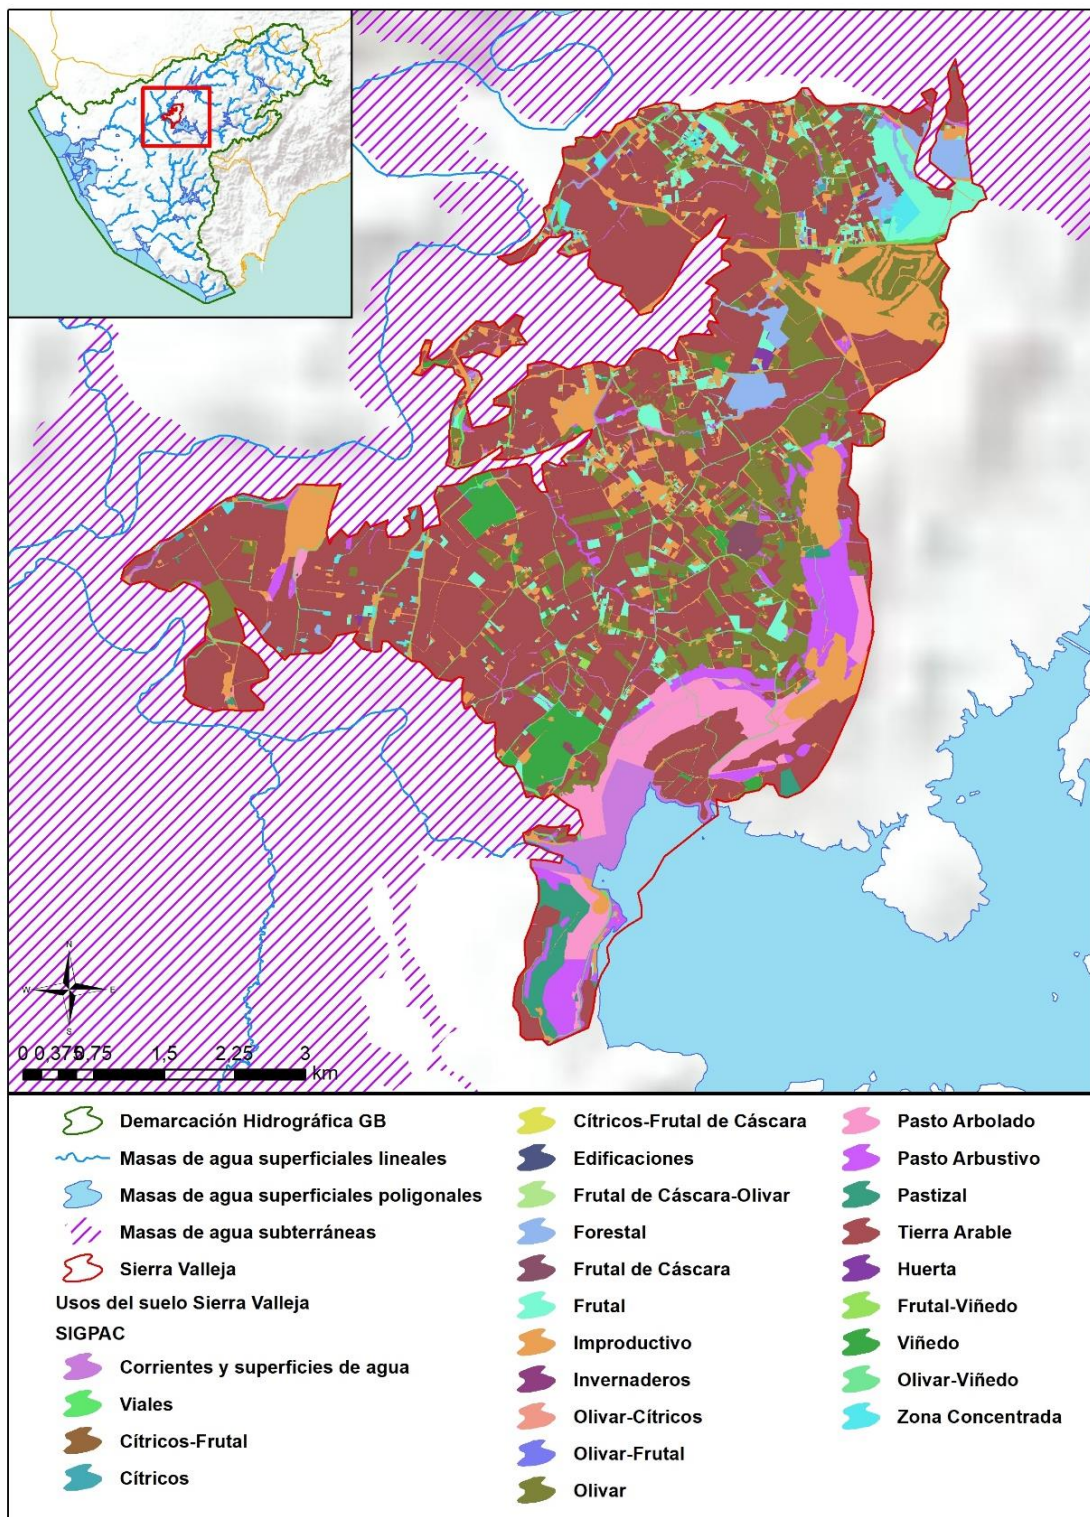 N
W
E
S
0 0,375 0,75 1,5 2,25 3
km
Demarcación Hidrográfica GB
Masas de agua superficiales lineales
Masas de agua superficiales poligonales
Masas de agua subterráneas
Sierra Valleja
Usos del suelo Sierra Valleja
SIGPAC
Corrientes y superficies de agua
Viales
Cítricos-Frutal
Cítricos
Cítricos-Frutal de Cáscara
Edificaciones
Frutal de Cáscara-Olivar
Forestal
Frutal de Cáscara
Frutal
Improductivo
Invernaderos
Olivar-Cítricos
Olivar-Frutal
Olivar
Pasto Arbolado
Pasto Arbustivo
Pastizal
Tierra Arable
Huerta
Frutal-Viñedo
Viñedo
Olivar-Viñedo
Zona Concentrada